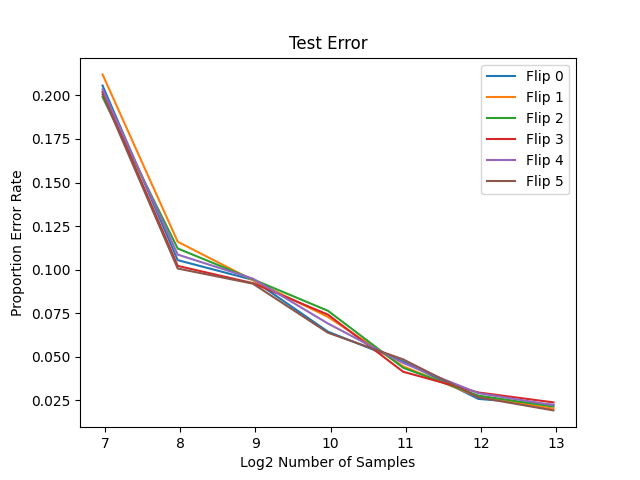 Test Error
Flip 0
Flip 1
Flip 2
Flip 3
Flip 4
Flip 5
Proportion Error Rate
0.200
0.175
0.150
0.125
0.100
0.075
0.050
0.025
7 8 9 10 11 12 13
Log2 Number of Samples